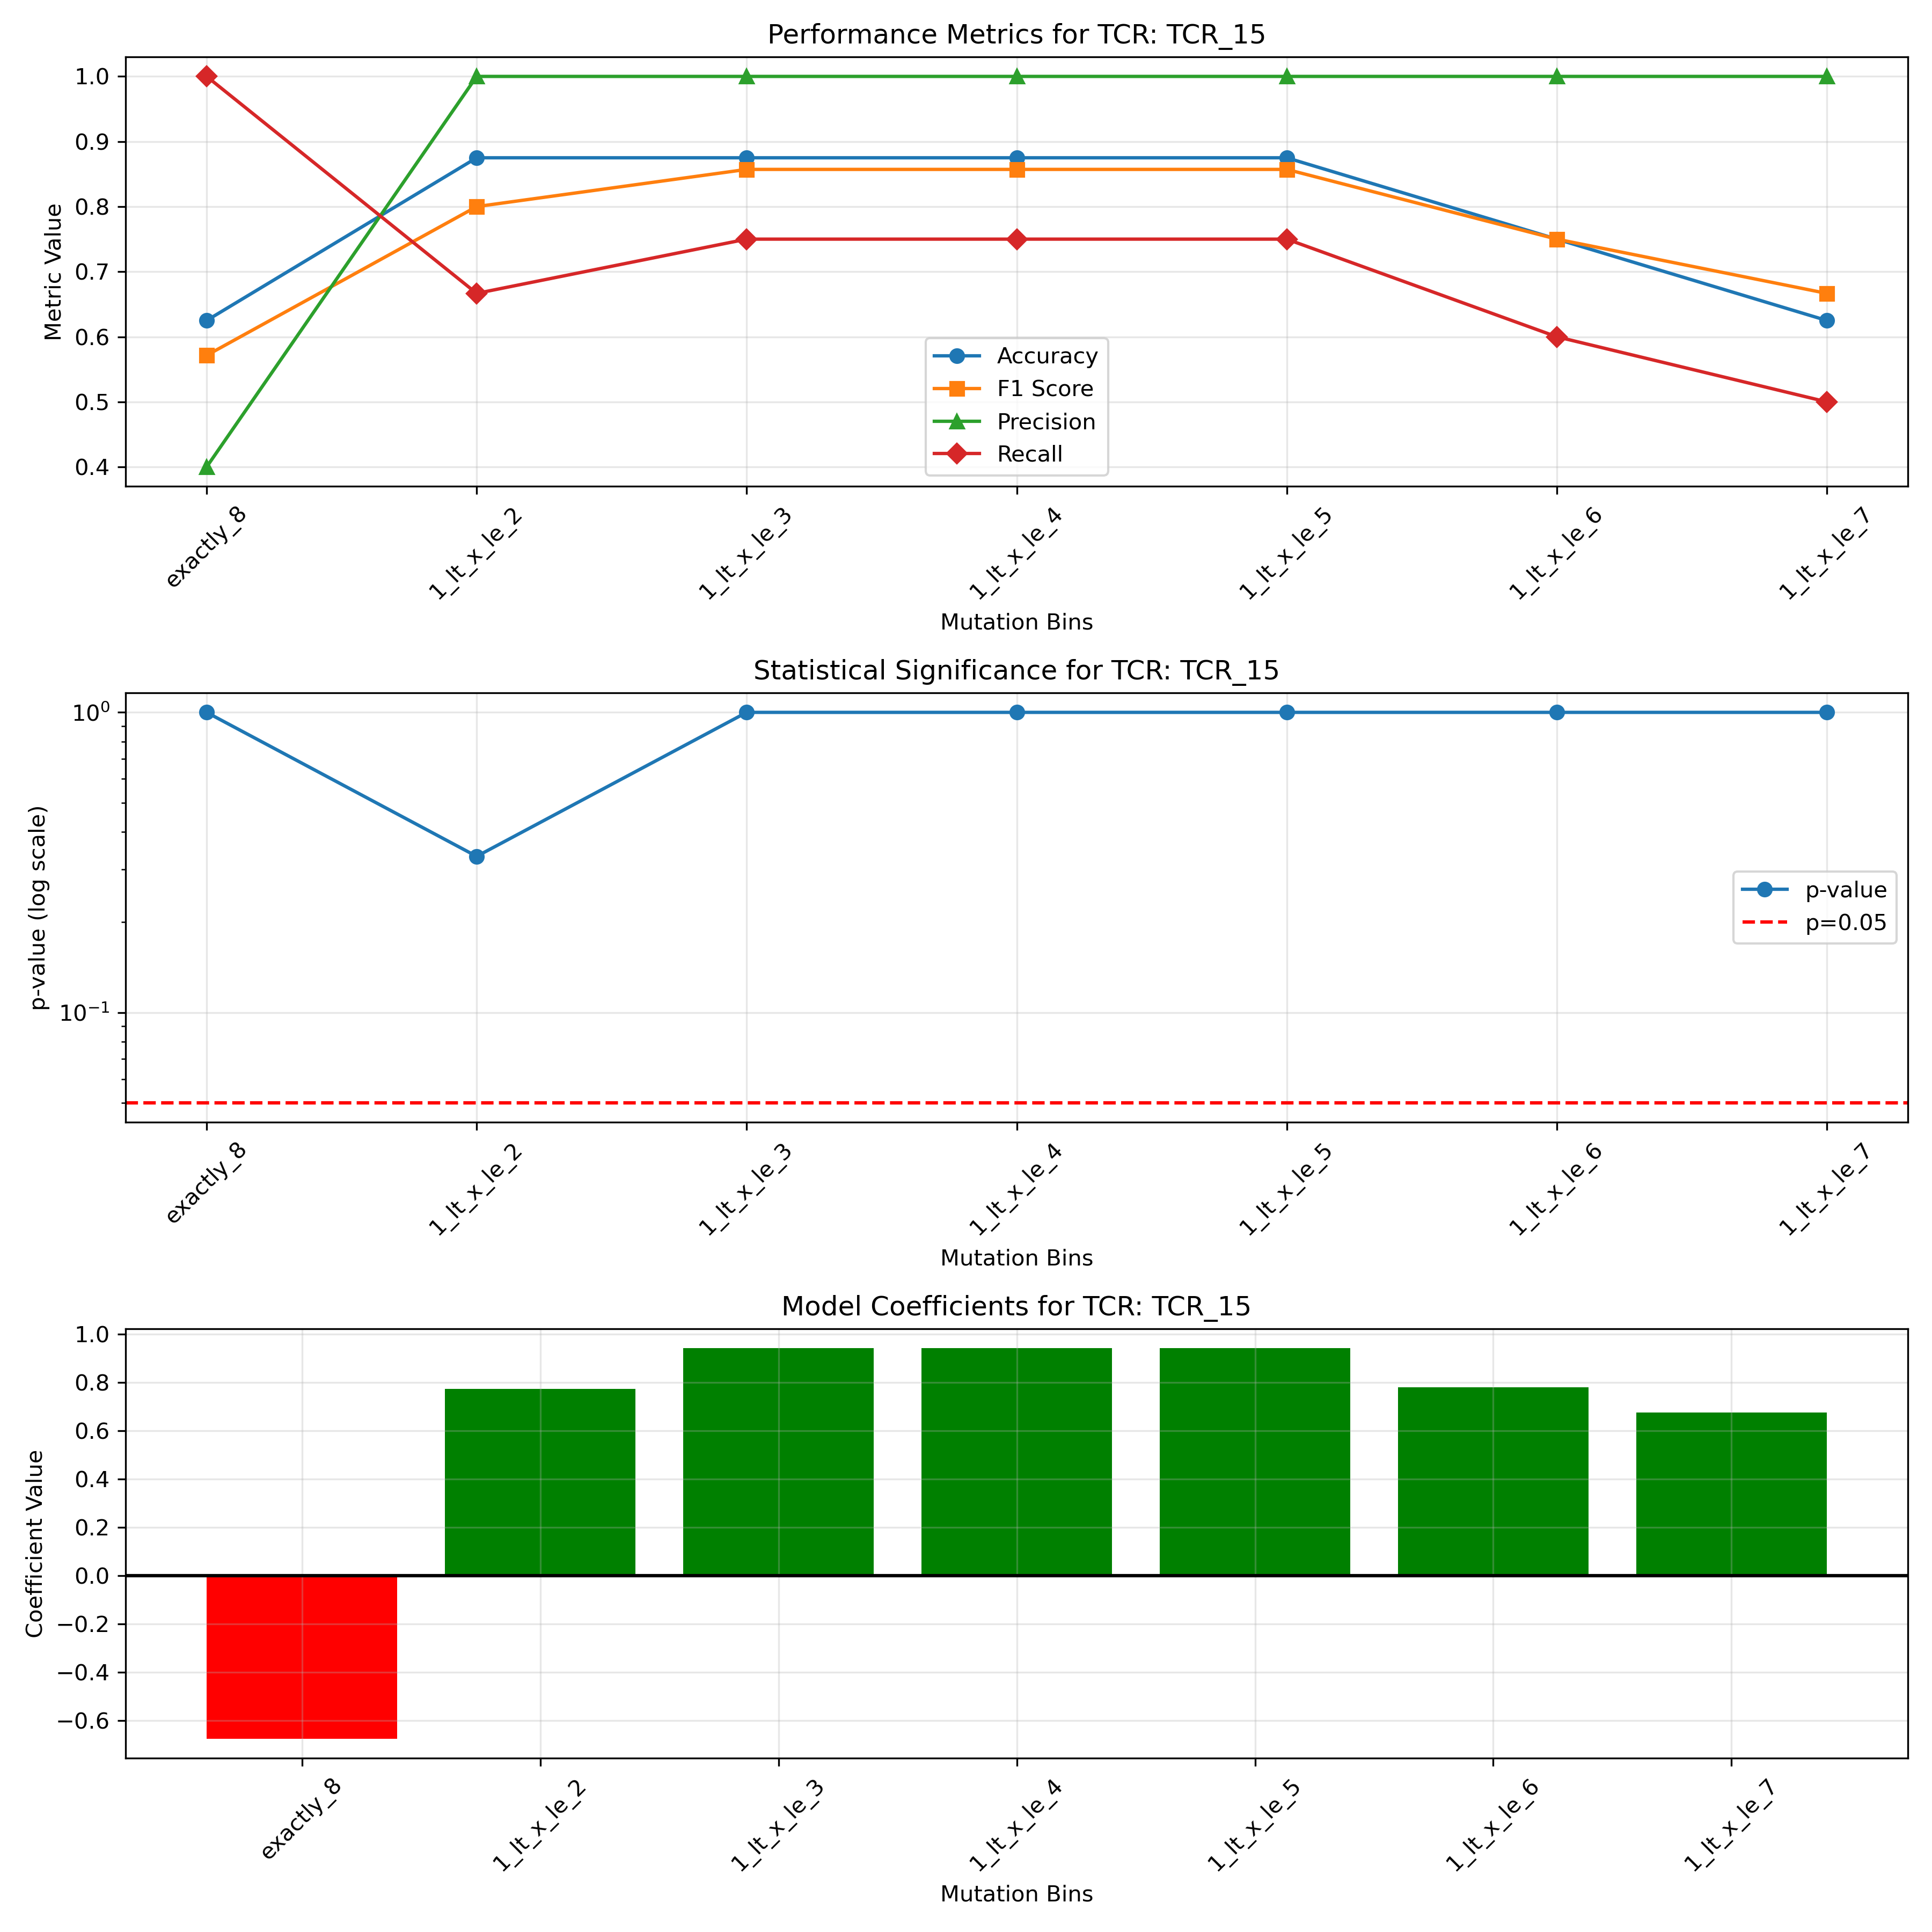 Performance Metrics for TCR: TCR_15
Metric Value
1.0
0.9
0.8
0.7
0.6
0.5
0.4
Accuracy
F1 Score
Precision
Recall
exactly_8
1_lt_x_le_2
1_lt_x_le_3
1_lt_x_le_4
1_lt_x_le_5
1_lt_x_le_6
1_lt_x_le_7
Mutation Bins
Statistical Significance for TCR: TCR_15
p-value (log scale)
10⁰
10⁻¹
p-value
p=0.05
exactly_8
1_lt_x_le_2
1_lt_x_le_3
1_lt_x_le_4
1_lt_x_le_5
1_lt_x_le_6
1_lt_x_le_7
Mutation Bins
Model Coefficients for TCR: TCR_15
Coefficient Value
1.0
0.8
0.6
0.4
0.2
0.0
−0.2
−0.4
−0.6
exactly_8
1_lt_x_le_2
1_lt_x_le_3
1_lt_x_le_4
1_lt_x_le_5
1_lt_x_le_6
1_lt_x_le_7
Mutation Bins